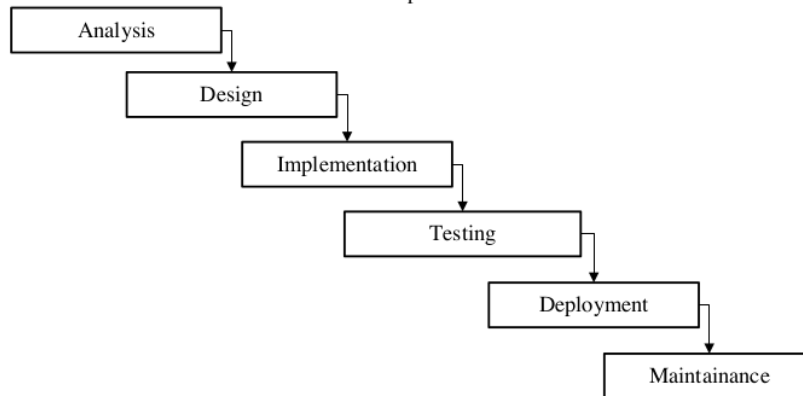 Analysis
Design
Implementation
Testing
Deployment
Maintainance